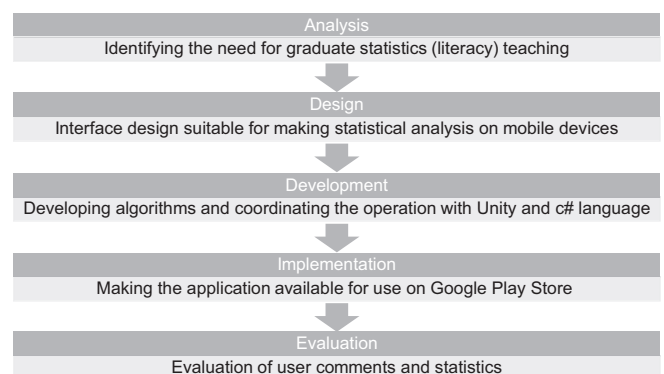 Analysis
Identifying the need for graduate statistics (literacy) teaching
Design
Interface design suitable for making statistical analysis on mobile devices
Development
Developing algorithms and coordinating the operation with Unity and c# language
Implementation
Making the application available for use on Google Play Store
Evaluation
Evaluation of user comments and statistics